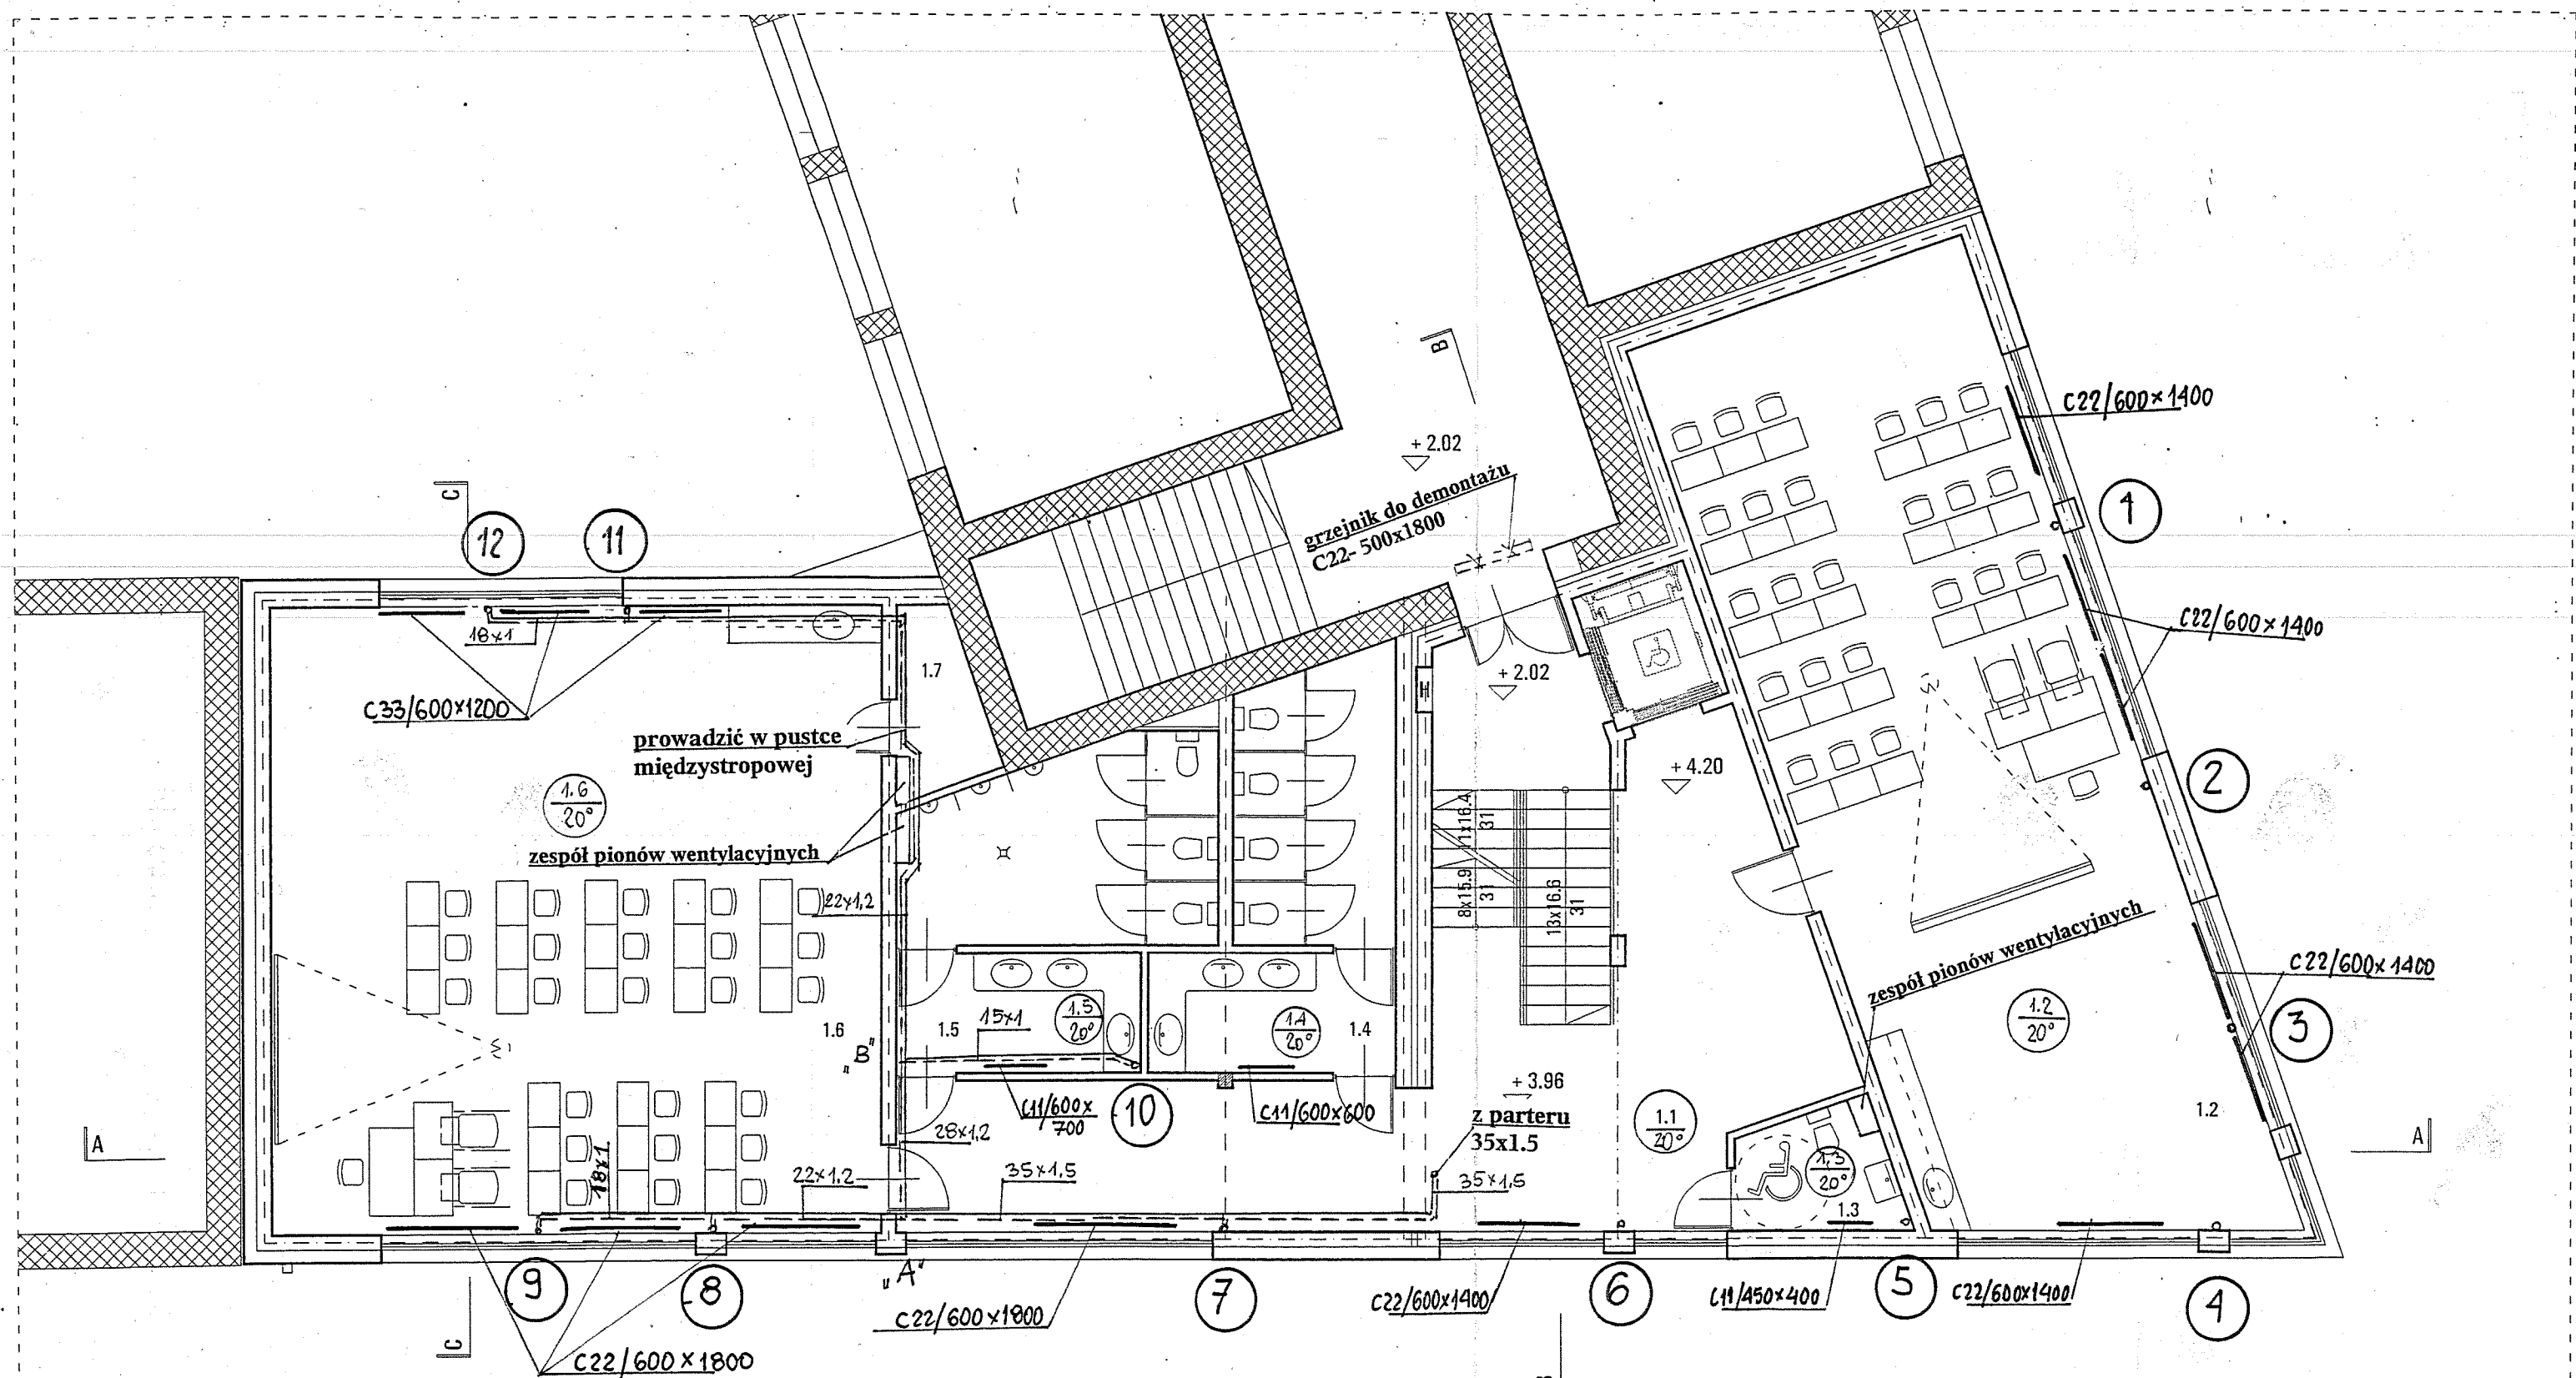 B
C22/600×1400
+2.02
grzejnik do demontażu
C22- 500x1800
C
12
11
1
18×1
C22/600×1400
1.7
+2.02
C33/600×1200
prowadzić w pustce
międzystropowej
H
+4.20
2
1.6
20°
zespół pionów wentylacyjnych
11x16.4
31
8x15.9
31
13x16.6
31
22×1,2
zespół pionów wentylacyjnych
C22/600×1400
1.6
"B"
1.5
15×1
1.5
20°
1.4
20°
1.4
1.2
20°
3
+3.96
z parteru
35x1.5
C11/600x
700
10
C11/600×600
1.1
20°
1.2
A
A
28×1,2
18×1
22×1.2
35×1,5
35×1,5
1.3
20°
1.3
9
8
"A"
C22/600×1800
7
C22/600×1400
6
C11/450×400
5
C22/600×1400
4
C
C22/600×1800